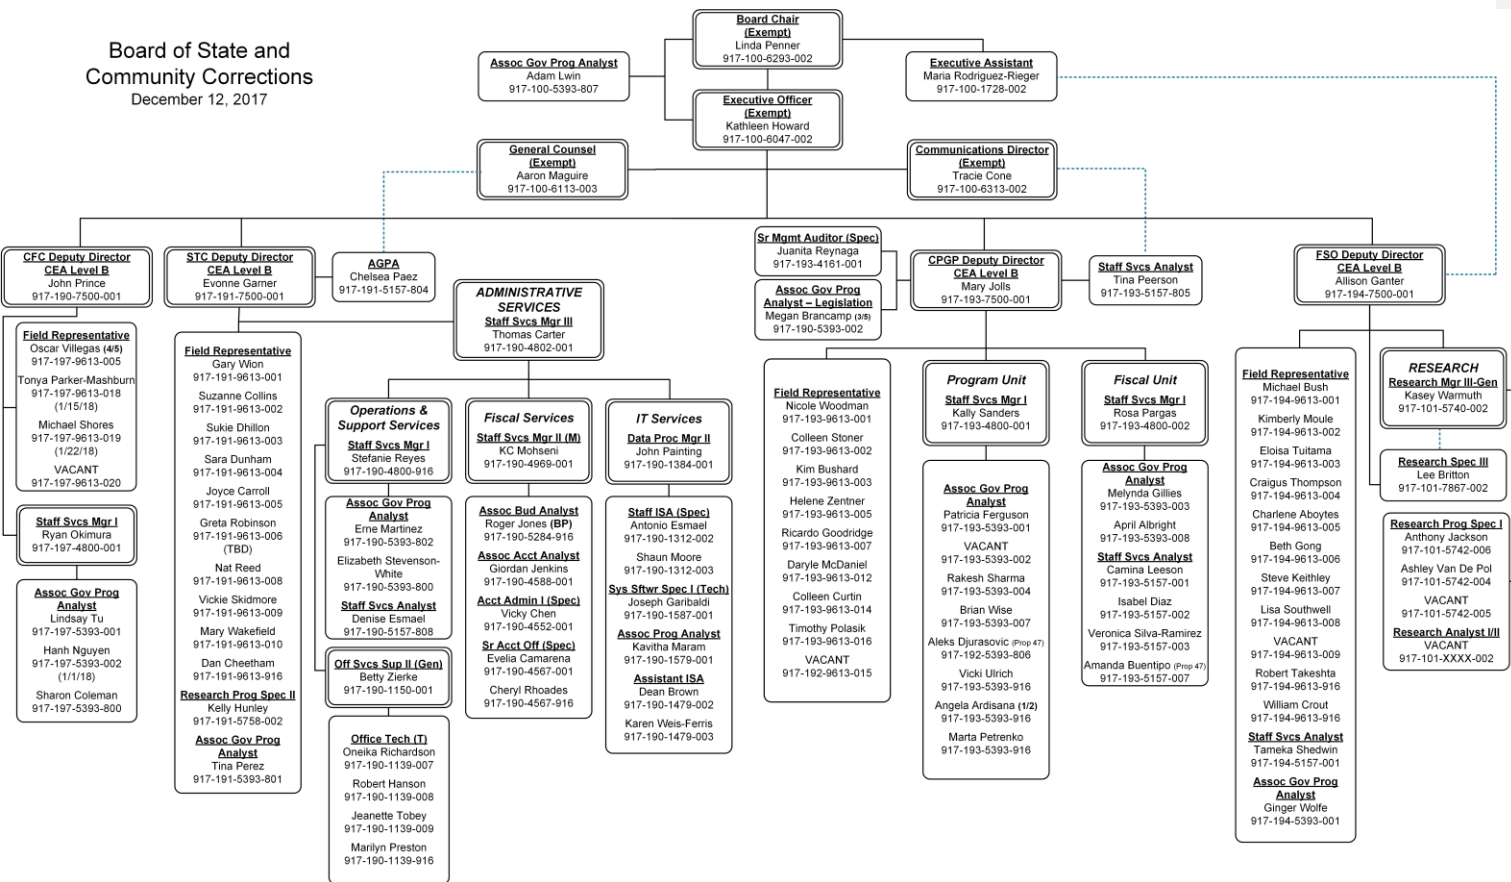 Board of State and
Community Corrections
December 12, 2017
Board Chair
(Exempt)
Linda Penner
917-100-6293-002
Assoc Gov Prog Analyst
Adam Lwin
917-100-5393-807
Executive Assistant
Maria Rodriguez-Rieger
917-100-1728-002
Executive Officer
(Exempt)
Kathleen Howard
917-100-6047-002
General Counsel
(Exempt)
Aaron Maguire
917-100-6113-003
Communications Director
(Exempt)
Tracie Cone
917-100-6313-002
CFC Deputy Director
CEA Level B
John Prince
917-190-7500-001
Field Representative
Oscar Villegas (4/5)
917-197-9613-005
Tonya Parker-Mashburn
917-197-9613-018
(1/15/18)
Michael Shores
917-197-9613-019
(1/22/18)
VACANT
917-197-9613-020
Staff Svcs Mgr I
Ryan Okimura
917-197-4800-001
Assoc Gov Prog
Analyst
Lindsay Tu
917-197-5393-001
Hanh Nguyen
917-197-5393-002
(1/1/18)
Sharon Coleman
917-197-5393-800
STC Deputy Director
CEA Level B
Evonne Garner
917-191-7500-001
AGPA
Chelsea Paez
917-191-5157-804
Field Representative
Gary Wion
917-191-9613-001
Suzanne Collins
917-191-9613-002
Sukie Dhillon
917-191-9613-003
Sara Dunham
917-191-9613-004
Joyce Carroll
917-191-9613-005
Greta Robinson
917-191-9613-006
(TBD)
Nat Reed
917-191-9613-008
Vickie Skidmore
917-191-9613-009
Mary Wakefield
917-191-9613-010
Dan Cheetham
917-191-9613-916
Research Prog Spec II
Kelly Hunley
917-191-5758-002
Assoc Gov Prog
Analyst
Tina Perez
917-191-5393-801
ADMINISTRATIVE
SERVICES
Staff Svcs Mgr III
Thomas Carter
917-190-4802-001
Operations &
Support Services
Staff Svcs Mgr I
Stefanie Reyes
917-190-4800-916
Assoc Gov Prog
Analyst
Erne Martinez
917-190-5393-802
Elizabeth Stevenson-
White
917-190-5393-800
Staff Svcs Analyst
Denise Esmael
917-190-5157-808
Off Svcs Sup II (Gen)
Betty Zierke
917-190-1150-001
Office Tech (T)
Oneika Richardson
917-190-1139-007
Robert Hanson
917-190-1139-008
Jeanette Tobey
917-190-1139-009
Marilyn Preston
917-190-1139-916
Fiscal Services
Staff Svcs Mgr II (M)
KC Mohseni
917-190-4969-001
Assoc Bud Analyst
Roger Jones (BP)
917-190-5284-916
Assoc Acct Analyst
Giordan Jenkins
917-190-4588-001
Acct Admin I (Spec)
Vicky Chen
917-190-4552-001
Sr Acct Off (Spec)
Evelia Camarena
917-190-4567-001
Cheryl Rhoades
917-190-4567-916
IT Services
Data Proc Mgr II
John Painting
917-190-1384-001
Staff ISA (Spec)
Antonio Esmael
917-190-1312-002
Shaun Moore
917-190-1312-003
Sys Sftwr Spec I (Tech)
Joseph Garibaldi
917-190-1587-001
Assoc Prog Analyst
Kavitha Maram
917-190-1579-001
Assistant ISA
Dean Brown
917-190-1479-002
Karen Weis-Ferris
917-190-1479-003
Sr Mgmt Auditor (Spec)
Juanita Reynaga
917-193-4161-001
Assoc Gov Prog
Analyst – Legislation
Megan Brancamp (3/5)
917-190-5393-002
CPGP Deputy Director
CEA Level B
Mary Jolls
917-193-7500-001
Staff Svcs Analyst
Tina Peerson
917-193-5157-805
Field Representative
Nicole Woodman
917-193-9613-001
Colleen Stoner
917-193-9613-002
Kim Bushard
917-193-9613-003
Helene Zentner
917-193-9613-005
Ricardo Goodridge
917-193-9613-007
Daryle McDaniel
917-193-9613-012
Colleen Curtin
917-193-9613-014
Timothy Polasik
917-193-9613-016
VACANT
917-192-9613-015
Program Unit
Staff Svcs Mgr I
Kally Sanders
917-193-4800-001
Assoc Gov Prog
Analyst
Patricia Ferguson
917-193-5393-001
VACANT
917-193-5393-002
Rakesh Sharma
917-193-5393-004
Brian Wise
917-193-5393-007
Aleks Djurasovic (Prop 47)
917-192-5393-806
Vicki Ulrich
917-193-5393-916
Angela Ardisana (1/2)
917-193-5393-916
Marta Petrenko
917-193-5393-916
Fiscal Unit
Staff Svcs Mgr I
Rosa Pargas
917-193-4800-002
Assoc Gov Prog
Analyst
Melynda Gillies
917-193-5393-003
April Albright
917-193-5393-008
Staff Svcs Analyst
Camina Leeson
917-193-5157-001
Isabel Diaz
917-193-5157-002
Veronica Silva-Ramirez
917-193-5157-003
Amanda Buentipo (Prop 47)
917-193-5157-007
FSO Deputy Director
CEA Level B
Allison Ganter
917-194-7500-001
Field Representative
Michael Bush
917-194-9613-001
Kimberly Moule
917-194-9613-002
Eloisa Tuitama
917-194-9613-003
Craigus Thompson
917-194-9613-004
Charlene Aboytes
917-194-9613-005
Beth Gong
917-194-9613-006
Steve Keithley
917-194-9613-007
Lisa Southwell
917-194-9613-008
VACANT
917-194-9613-009
Robert Takeshta
917-194-9613-916
William Crout
917-194-9613-916
Staff Svcs Analyst
Tameka Shedwin
917-194-5157-001
Assoc Gov Prog
Analyst
Ginger Wolfe
917-194-5393-001
RESEARCH
Research Mgr III-Gen
Kasey Warmuth
917-101-5740-002
Research Spec III
Lee Britton
917-101-7867-002
Research Prog Spec I
Anthony Jackson
917-101-5742-006
Ashley Van De Pol
917-101-5742-004
VACANT
917-101-5742-005
Research Analyst I/II
VACANT
917-101-XXXX-002